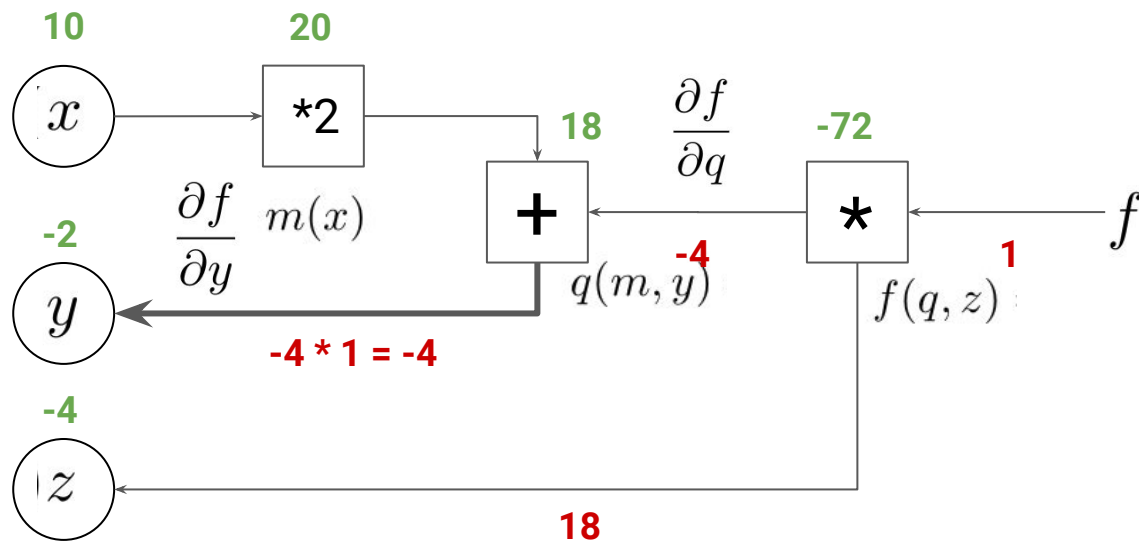 10
20
x
*2
18
∂f
∂q
-72
∂f
∂y
m(x)
+
*
f
-2
-4
1
y
q(m, y)
f(q, z)
-4 * 1 = -4
-4
z
18